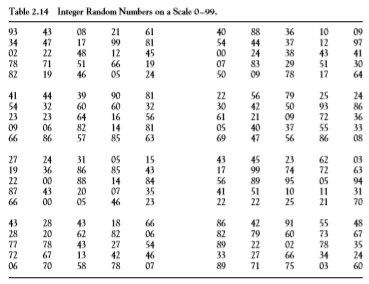 Table 2.14 Integer Random Numbers on a Scale 0–99.
93 43 08 21 61 40 88 36 10 09
34 47 17 99 81 54 44 37 12 97
02 22 48 12 45 00 24 38 43 41
78 71 51 66 19 07 83 29 51 30
82 19 46 05 24 50 09 78 17 64
41 44 39 90 81 22 56 79 25 24
54 32 60 60 32 30 42 50 93 86
23 23 64 16 56 61 21 09 72 36
09 06 82 14 81 05 40 37 55 33
66 86 57 85 63 69 47 56 86 08
27 24 31 05 15 43 45 23 62 03
19 36 86 85 43 17 99 74 72 63
22 00 88 14 84 56 89 95 05 94
87 43 20 07 35 41 51 10 11 31
66 00 05 46 23 22 22 25 21 70
43 28 43 18 66 86 42 91 55 48
28 20 62 82 06 82 79 60 73 67
77 78 43 27 54 89 22 02 78 35
72 67 13 42 46 33 27 66 34 24
06 70 58 78 07 89 71 75 03 60